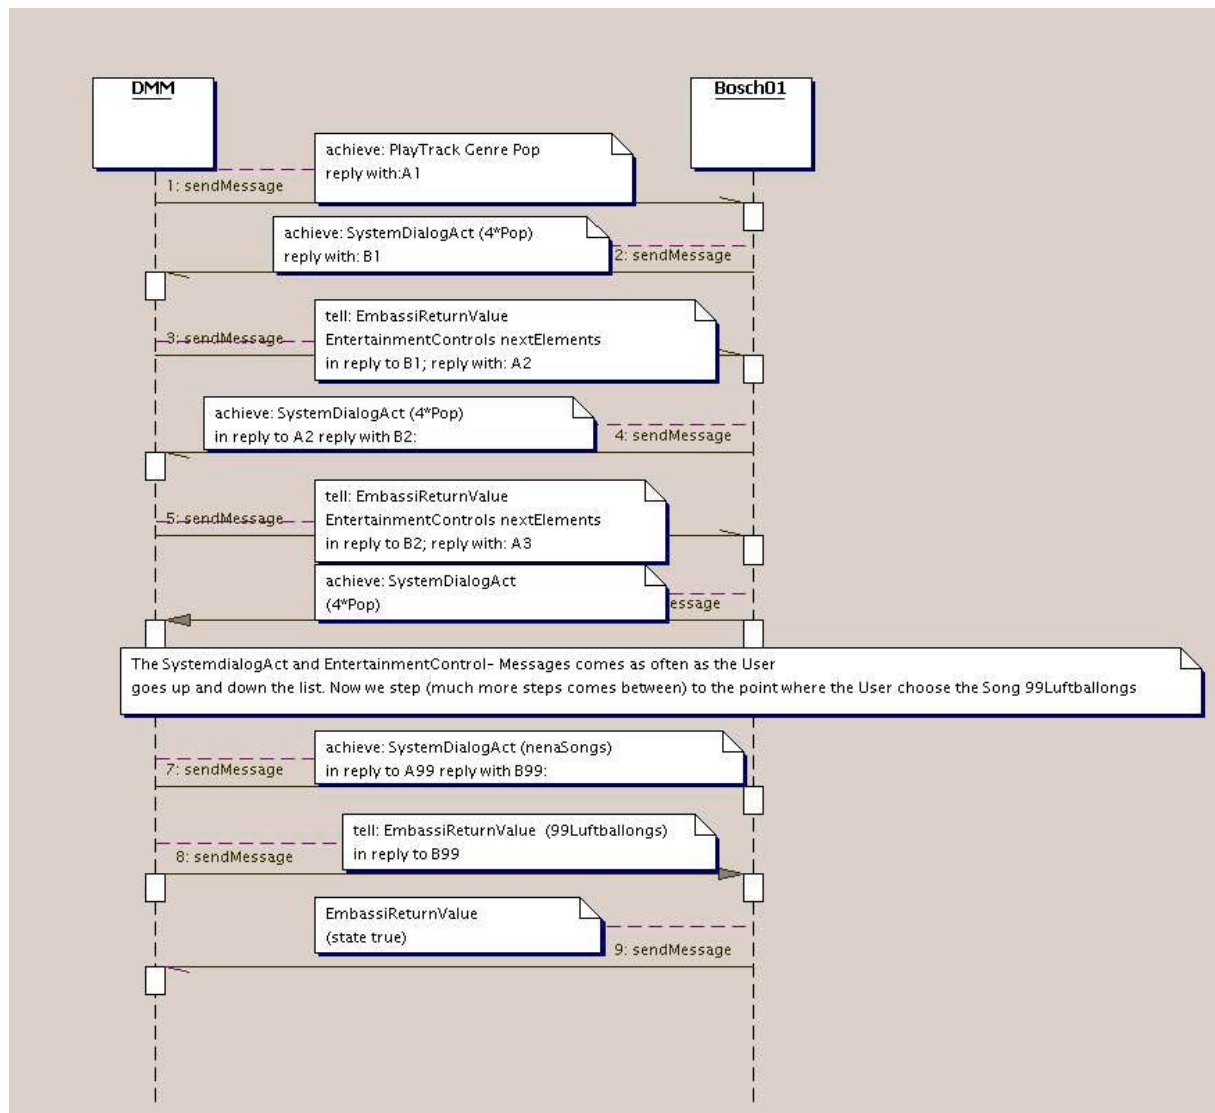 DMM
Bosch01
achieve: PlayTrack Genre Pop
reply with:A1
1: sendMessage
achieve: SystemDialogAct (4*Pop)
reply with: B1
2: sendMessage
tell: EmbassiReturnValue
EntertainmentControls nextElements
in reply to B1; reply with: A2
3: sendMessage
achieve: SystemDialogAct (4*Pop)
in reply to A2 reply with B2:
4: sendMessage
tell: EmbassiReturnValue
EntertainmentControls nextElements
in reply to B2; reply with: A3
5: sendMessage
achieve: SystemDialogAct
(4*Pop)
essage
The SystemdialogAct and EntertainmentControl- Messages comes as often as the User
goes up and down the list. Now we step (much more steps comes between) to the point where the User choose the Song 99Luftballongs
achieve: SystemDialogAct (nenaSongs)
in reply to A99 reply with B99:
7: sendMessage
tell: EmbassiReturnValue (99Luftballongs)
in reply to B99
8: sendMessage
EmbassiReturnValue
(state true)
9: sendMessage